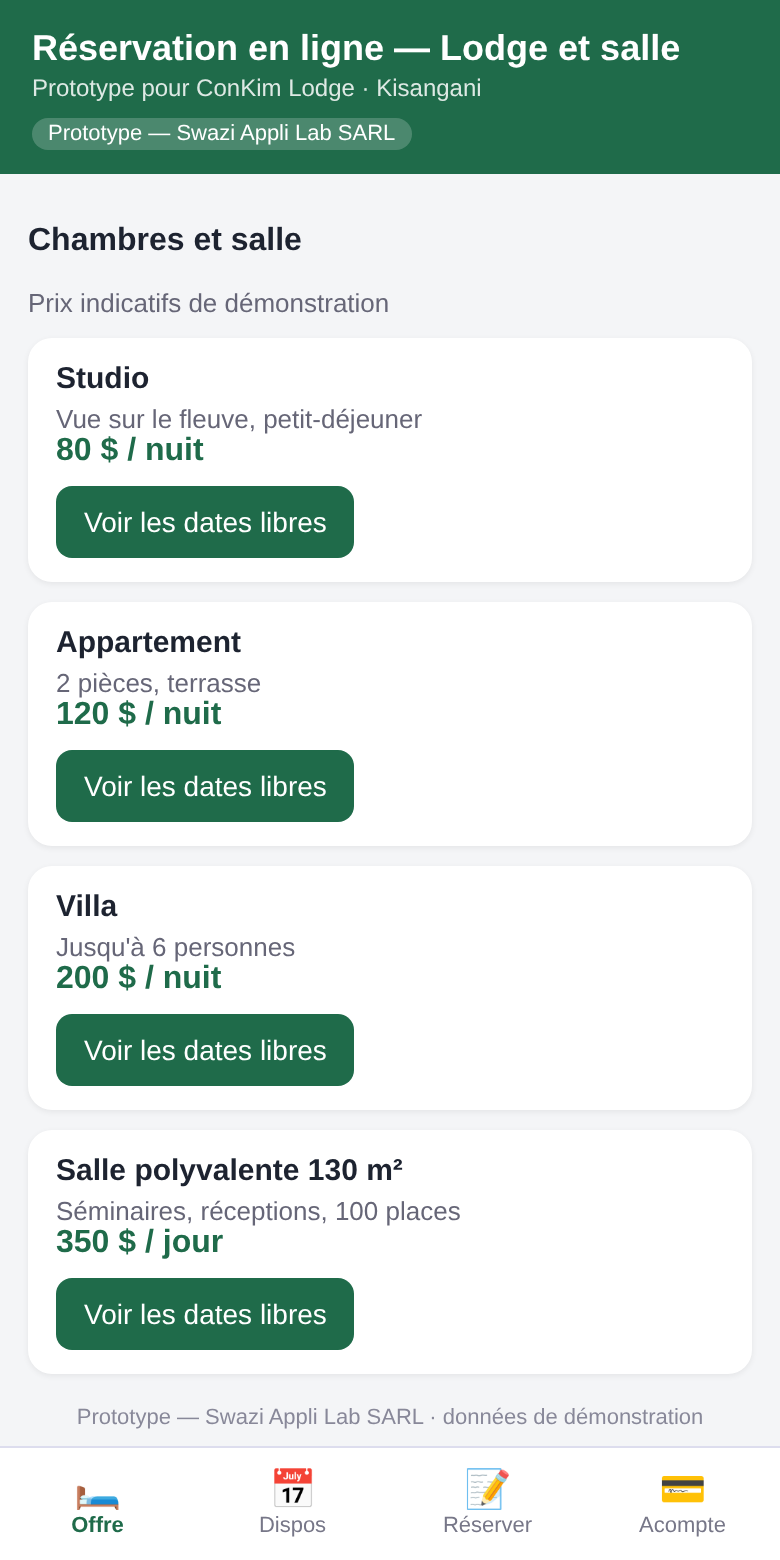 Réservation en ligne — Lodge et salle
Prototype pour ConKim Lodge · Kisangani
Prototype — Swazi Appli Lab SARL
Chambres et salle
Prix indicatifs de démonstration
Studio
Vue sur le fleuve, petit-déjeuner
80 $ / nuit
Voir les dates libres
Appartement
2 pièces, terrasse
120 $ / nuit
Voir les dates libres
Villa
Jusqu'à 6 personnes
200 $ / nuit
Voir les dates libres
Salle polyvalente 130 m²
Séminaires, réceptions, 100 places
350 $ / jour
Voir les dates libres
Prototype — Swazi Appli Lab SARL · données de démonstration
July
17
Offre
Dispos
Réserver
Acompte